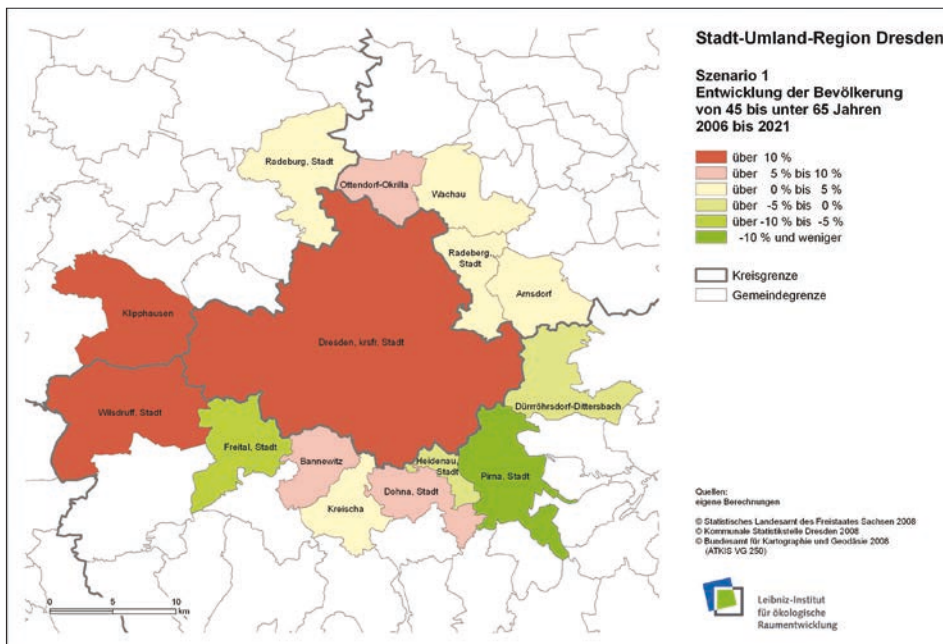 Stadt-Umland-Region Dresden
Szenario 1
Entwicklung der Bevölkerung
von 45 bis unter 65 Jahren
2006 bis 2021
über 10 %
über 5 % bis 10 %
über 0 % bis 5 %
über -5 % bis 0 %
über -10 % bis -5 %
-10 % und weniger
Kreisgrenze
Gemeindegrenze
Radeburg, Stadt
Ottendorf-Okrilla
Wachau
Radeberg,
Stadt
Arnsdorf
Klipphausen
Dresden, krsfr. Stadt
Wilsdruff, Stadt
Dürrröhrsdorf-Dittersbach
Freital, Stadt
Bannewitz
Heidenau,
Stadt
Pirna, Stadt
Dohna, Stadt
Kreischa
Quellen:
eigene Berechnungen
© Statistisches Landesamt des Freistaates Sachsen 2008
© Kommunale Statistikstelle Dresden 2008
© Bundesamt für Kartographie und Geodäsie 2008
(ATKIS VG 250)
0 5 10
km
Leibniz-Institut
für ökologische
Raumentwicklung